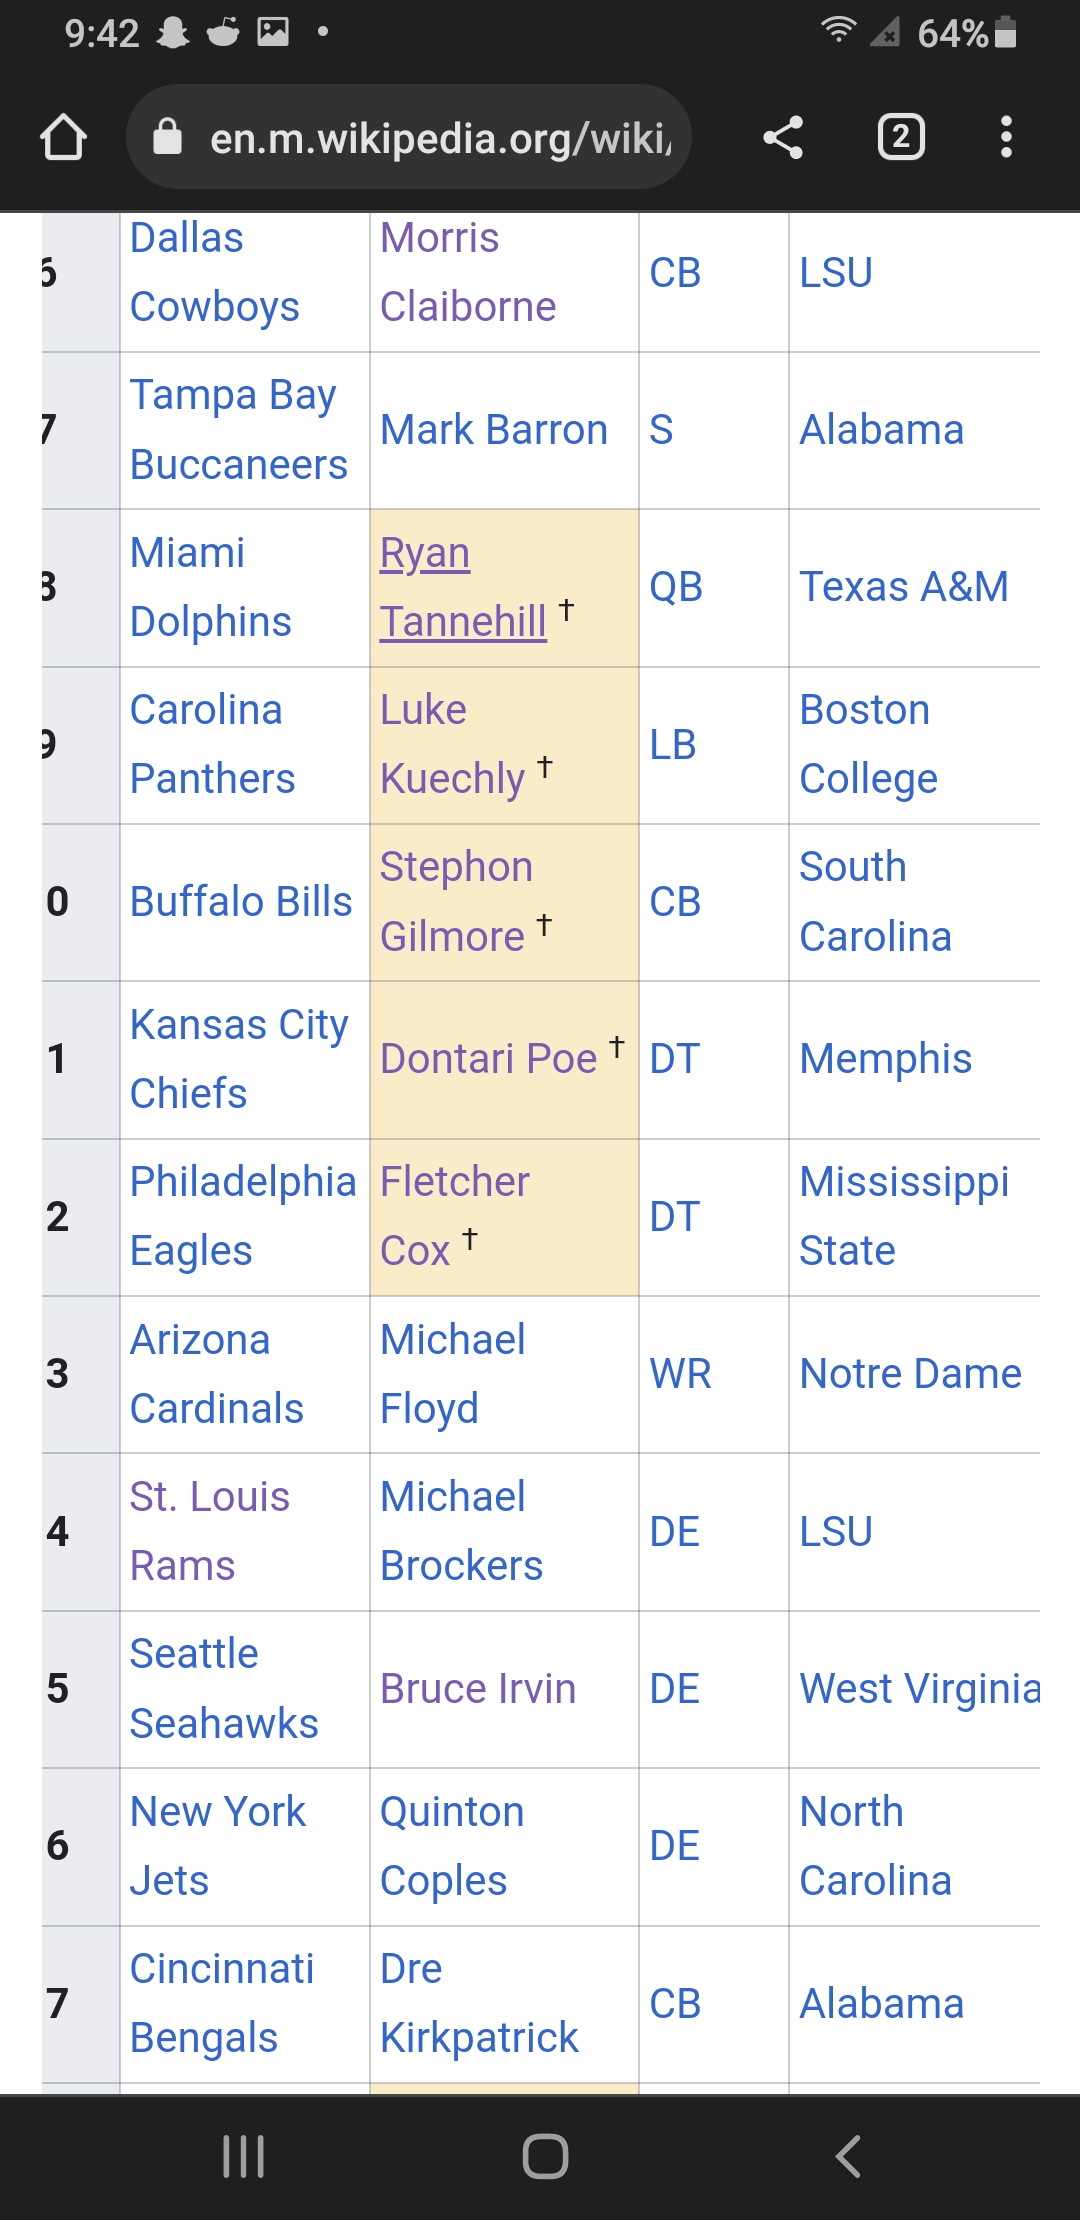 9:42 64%
en.m.wikipedia.org/wiki/ 2
6 Dallas Cowboys Morris Claiborne CB LSU
7 Tampa Bay Buccaneers Mark Barron S Alabama
8 Miami Dolphins Ryan Tannehill † QB Texas A&M
9 Carolina Panthers Luke Kuechly † LB Boston College
0 Buffalo Bills Stephon Gilmore † CB South Carolina
1 Kansas City Chiefs Dontari Poe † DT Memphis
2 Philadelphia Eagles Fletcher Cox † DT Mississippi State
3 Arizona Cardinals Michael Floyd WR Notre Dame
4 St. Louis Rams Michael Brockers DE LSU
5 Seattle Seahawks Bruce Irvin DE West Virginia
6 New York Jets Quinton Coples DE North Carolina
7 Cincinnati Bengals Dre Kirkpatrick CB Alabama